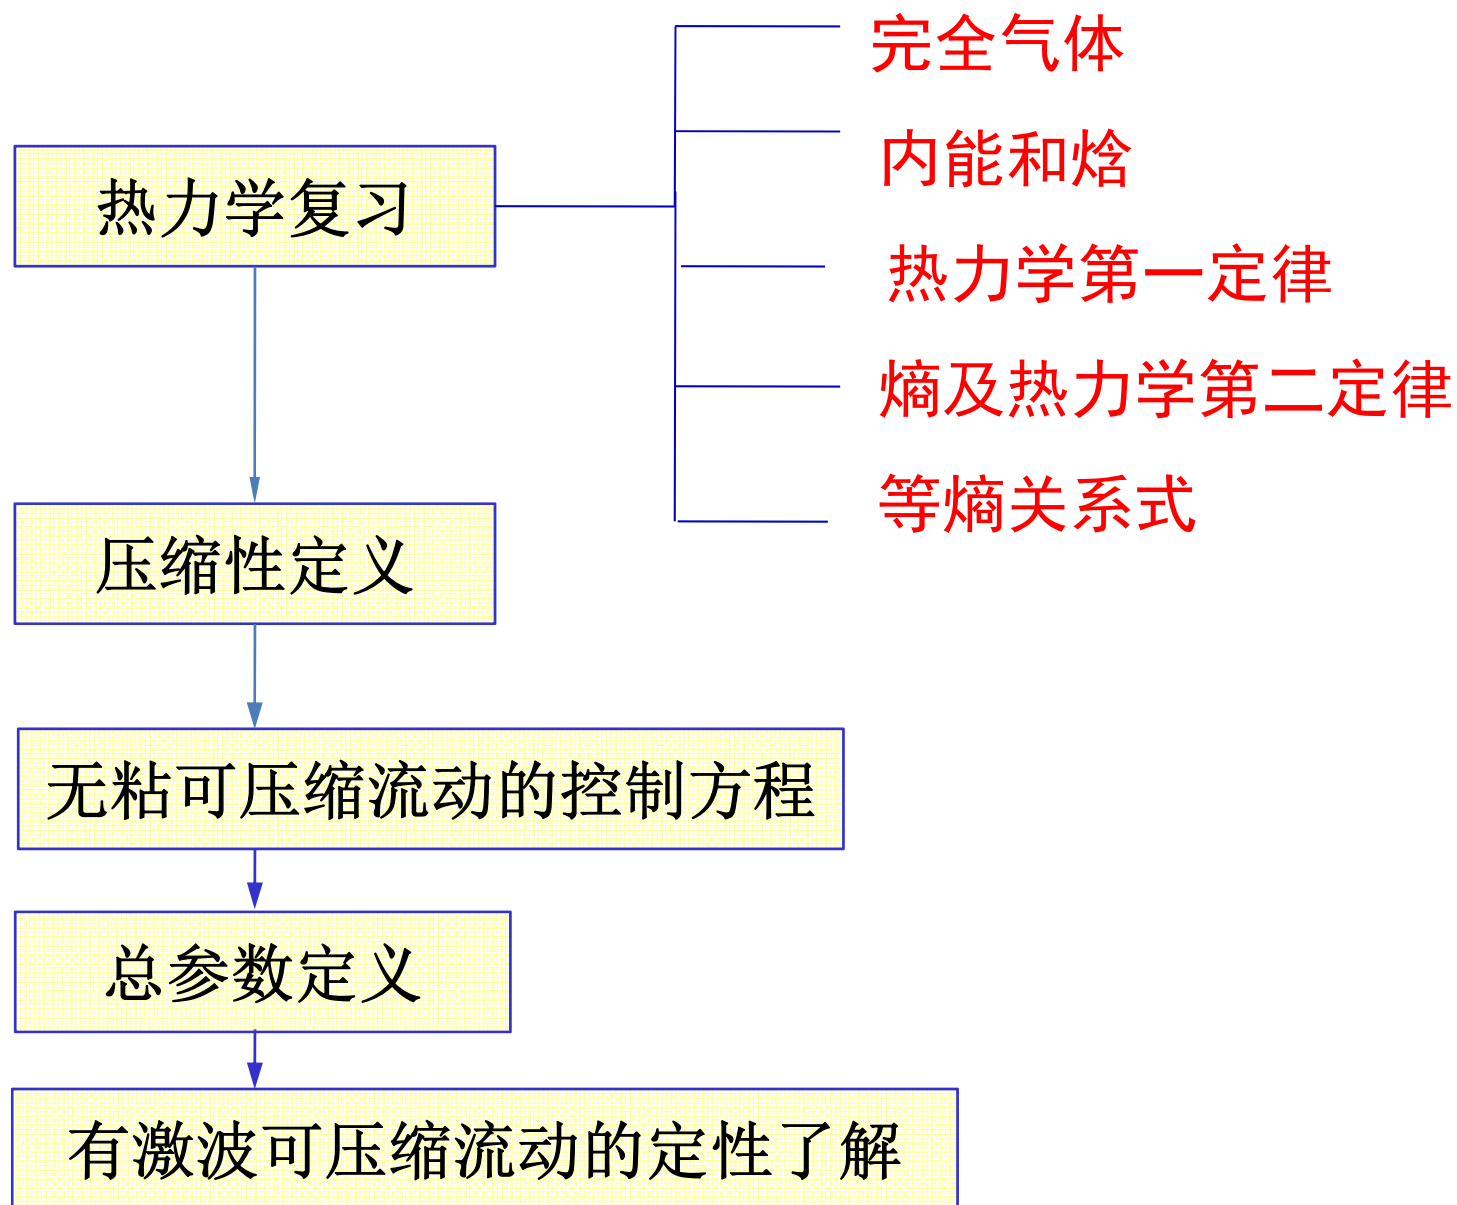 完全气体
内能和焓
热力学复习
热力学第一定律
熵及热力学第二定律
等熵关系式
压缩性定义
无粘可压缩流动的控制方程
总参数定义
有激波可压缩流动的定性了解